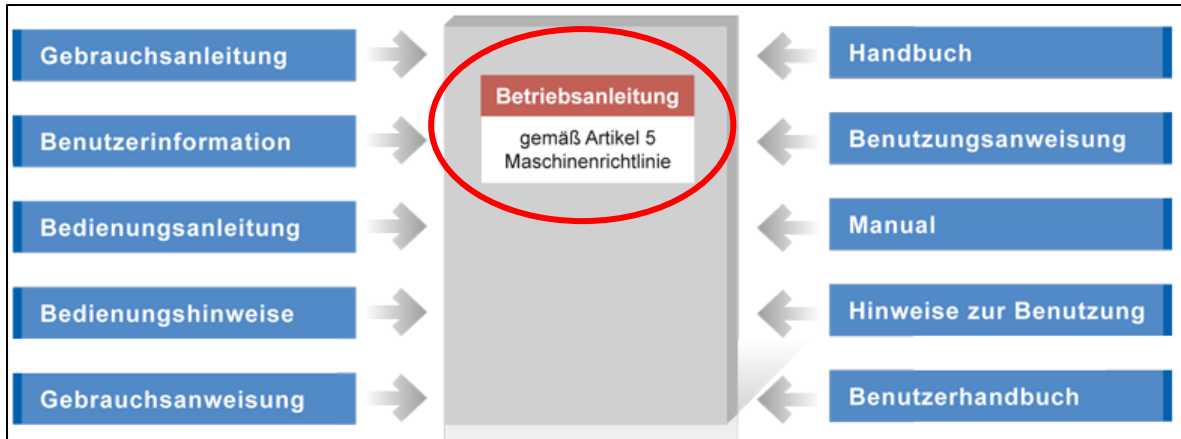 Gebrauchsanleitung
Benutzerinformation
Bedienungsanleitung
Bedienungshinweise
Gebrauchsanweisung
Betriebsanleitung
gemäß Artikel 5
Maschinenrichtlinie
Handbuch
Benutzungsanweisung
Manual
Hinweise zur Benutzung
Benutzerhandbuch